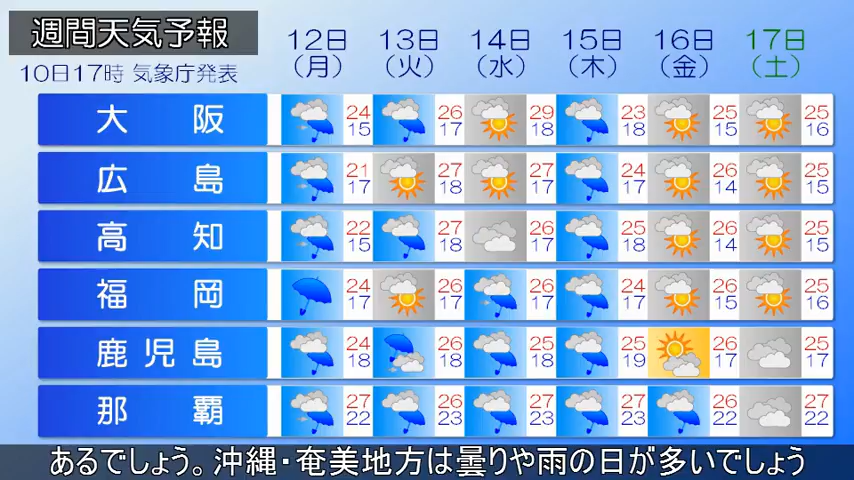 週間天気予報
10日17時 気象庁発表
12日 13日 14日 15日 16日 17日
(月) (火) (水) (木) (金) (土)
大阪 24 15 26 17 29 18 23 18 25 15 25 16
広島 21 17 27 18 27 17 24 17 26 14 25 15
高知 22 15 27 18 26 17 25 18 26 14 25 15
福岡 24 17 26 17 26 17 24 17 26 15 25 16
鹿児島 24 18 26 18 25 18 25 19 26 17 25 17
那覇 27 22 26 23 27 23 27 23 26 22 27 22
あるでしょう。沖縄・奄美地方は曇りや雨の日が多いでしょう